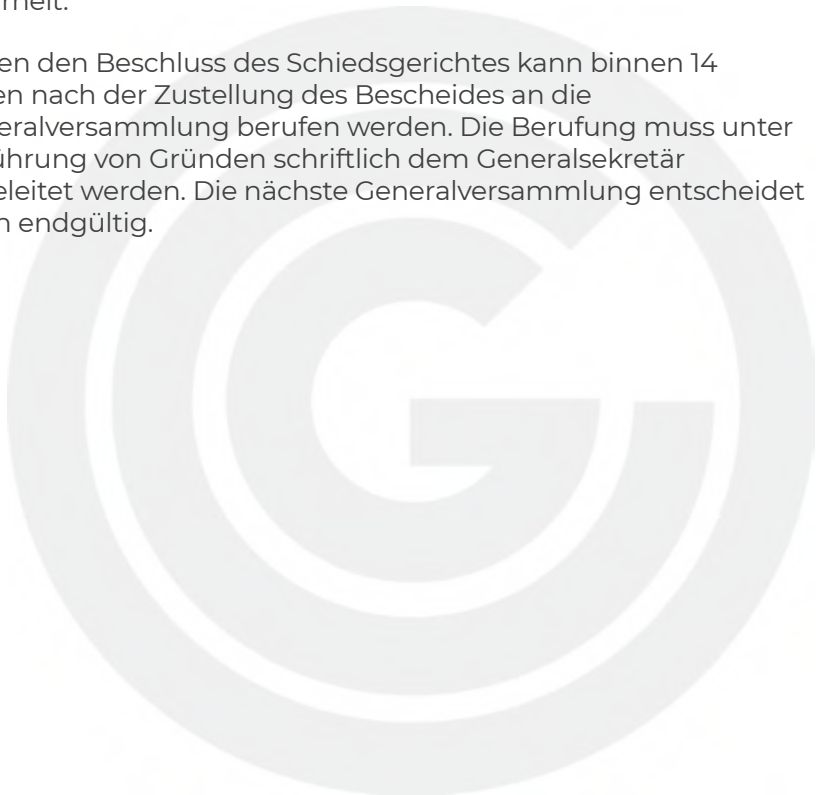 en den Beschluss des Schiedsgerichtes kann binnen 14
en nach der Zustellung des Bescheides an die
eralversammlung berufen werden. Die Berufung muss unter
ührung von Gründen schriftlich dem Generalsekretär
eleitet werden. Die nächste Generalversammlung entscheidet
n endgültig.
G